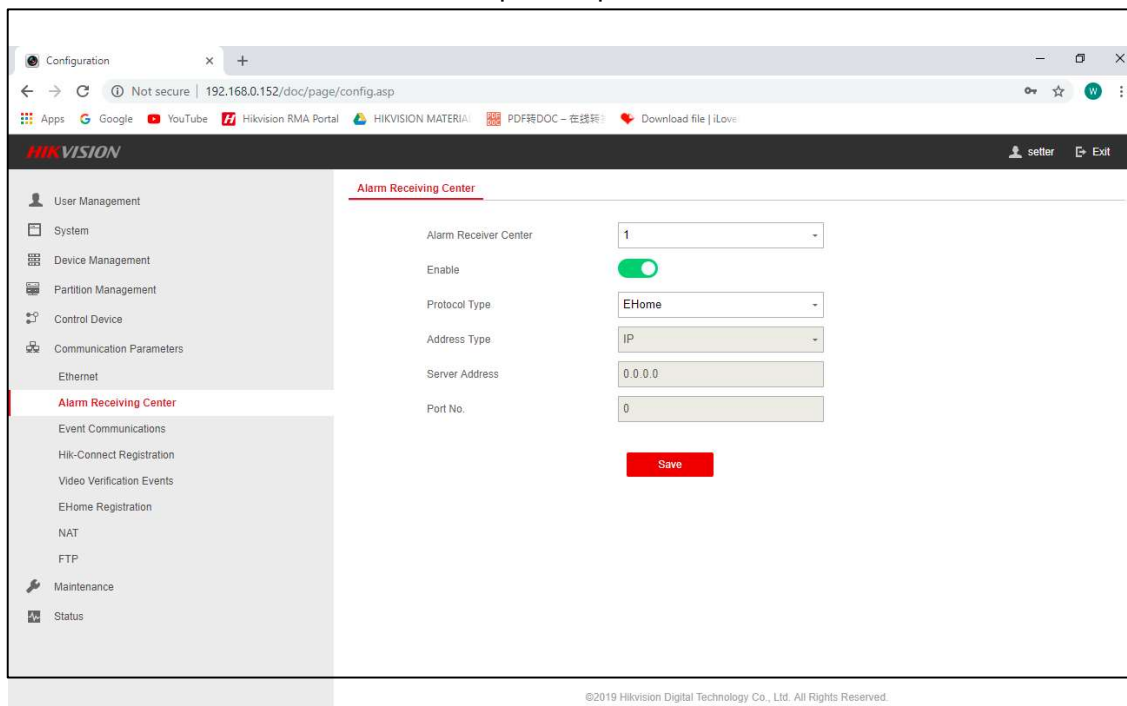 Configuration
Not secure | 192.168.0.152/doc/page/config.asp
W
Apps Google YouTube Hikvision RMA Portal HIKVISION MATERIA PDF转DOC – 在线转 Download file | iLove
HIKVISION setter Exit
Alarm Receiving Center
User Management
System
Device Management
Partition Management
Control Device
Communication Parameters
Ethernet
Alarm Receiving Center
Event Communications
Hik-Connect Registration
Video Verification Events
EHome Registration
NAT
FTP
Maintenance
Status
Alarm Receiver Center 1
Enable
Protocol Type EHome
Address Type IP
Server Address 0.0.0.0
Port No. 0
Save
©2019 Hikvision Digital Technology Co., Ltd. All Rights Reserved.